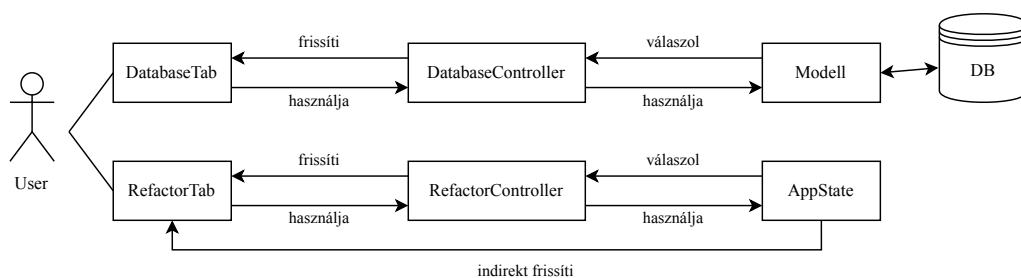 frissíti
válaszol
DatabaseTab
DatabaseController
Modell
DB
használja
használja
User
frissíti
válaszol
RefactorTab
RefactorController
AppState
használja
használja
indirekt frissíti